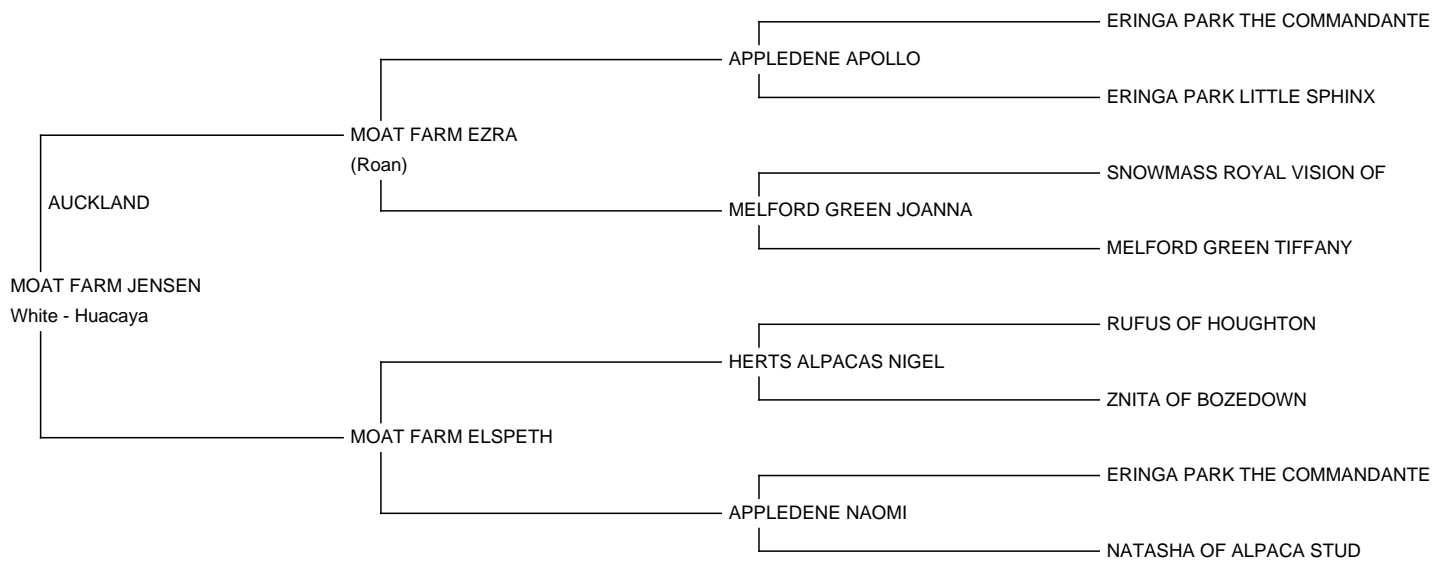 ERINGA PARK THE COMMANDANTE
APPLEDENE APOLLO
ERINGA PARK LITTLE SPHINX
MOAT FARM EZRA
(Roan)
SNOWMASS ROYAL VISION OF
AUCKLAND
MELFORD GREEN JOANNA
MELFORD GREEN TIFFANY
MOAT FARM JENSEN
White - Huacaya
RUFUS OF HOUGHTON
HERTS ALPACAS NIGEL
ZNITA OF BOZEDOWN
MOAT FARM ELSPETH
ERINGA PARK THE COMMANDANTE
APPLEDENE NAOMI
NATASHA OF ALPACA STUD